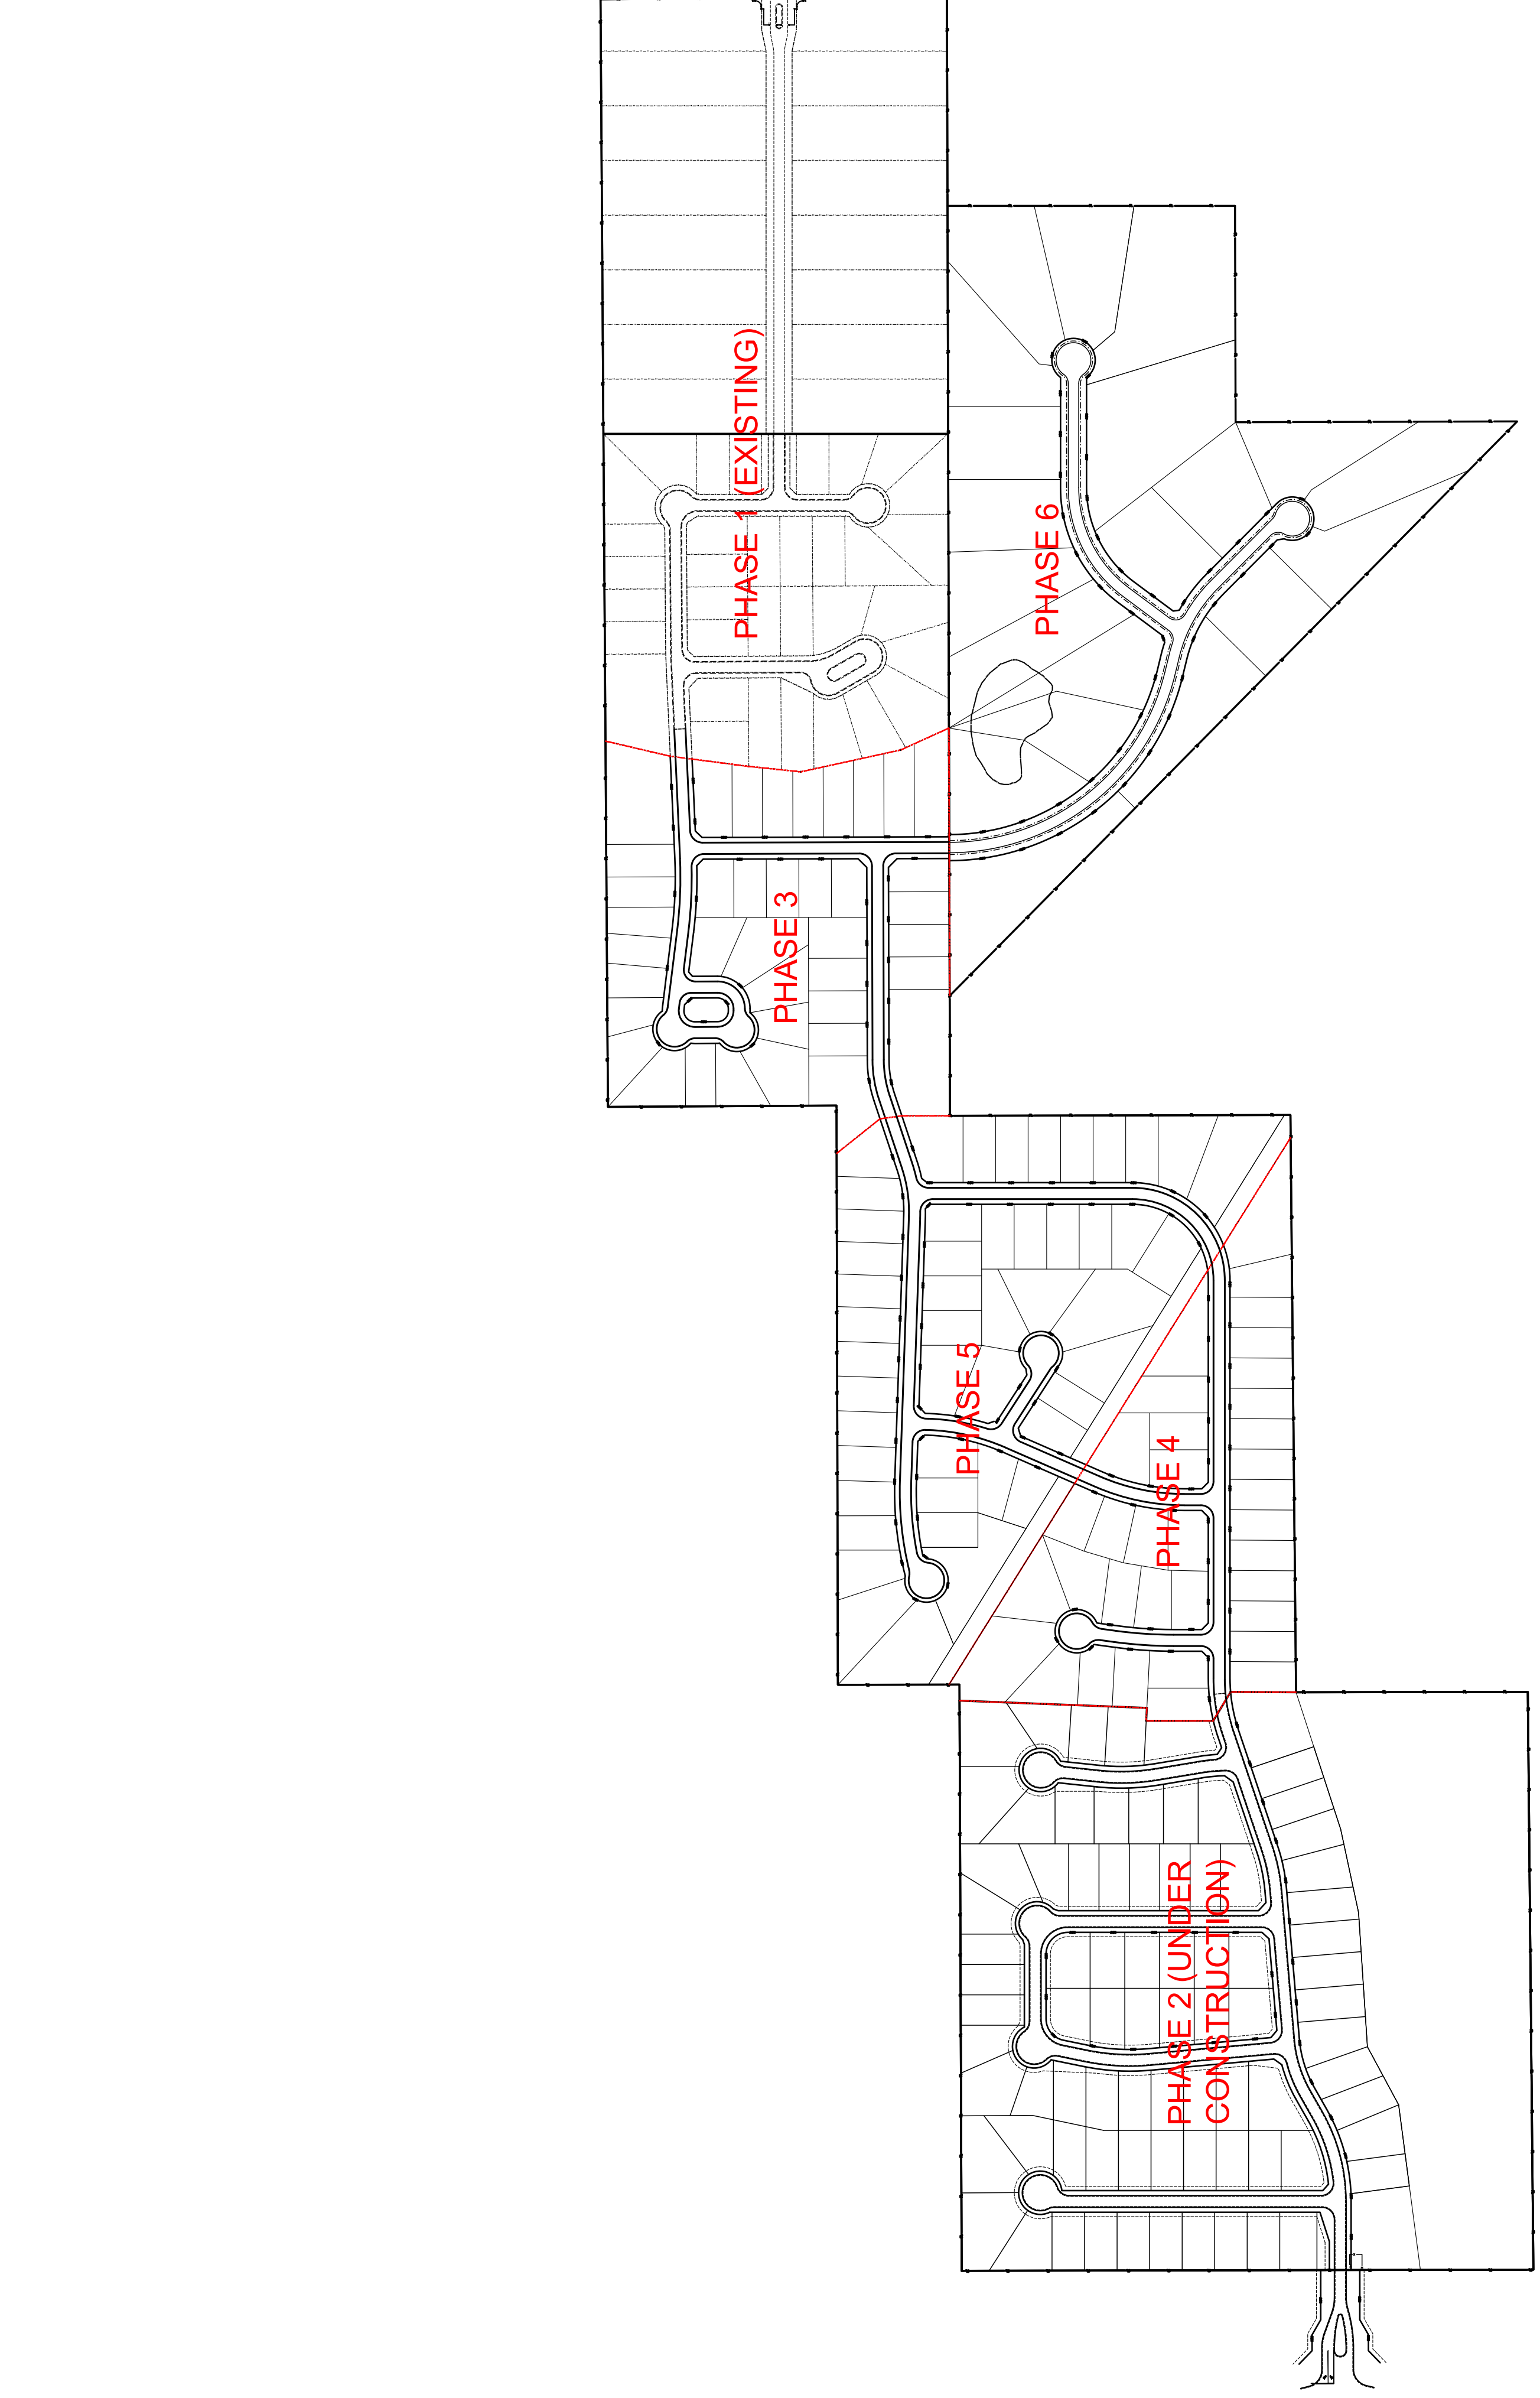 PHASE 1 (EXISTING)
PHASE 6
PHASE 3
PHASE 5
PHASE 4
PHASE 2 (UNDER
CONSTRUCTION)